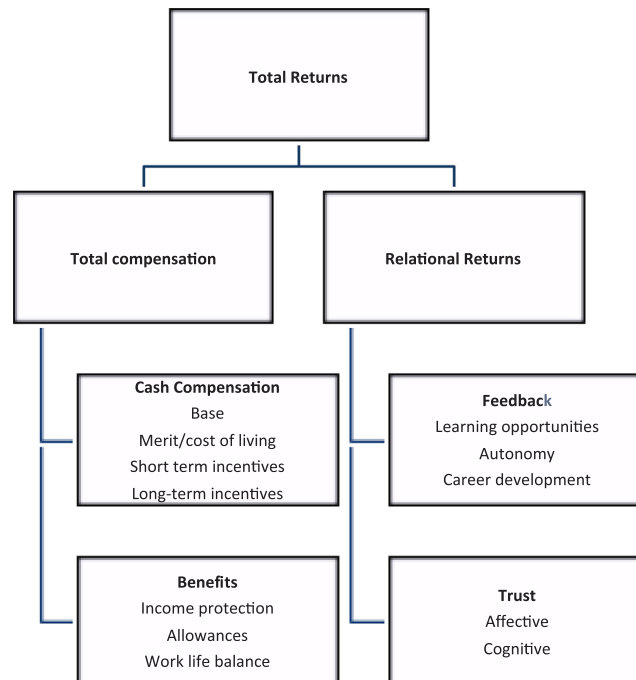 Total Returns
Total compensation
Relational Returns
Cash Compensation
Base
Merit/cost of living
Short term incentives
Long-term incentives
Feedback
Learning opportunities
Autonomy
Career development
Benefits
Income protection
Allowances
Work life balance
Trust
Affective
Cognitive